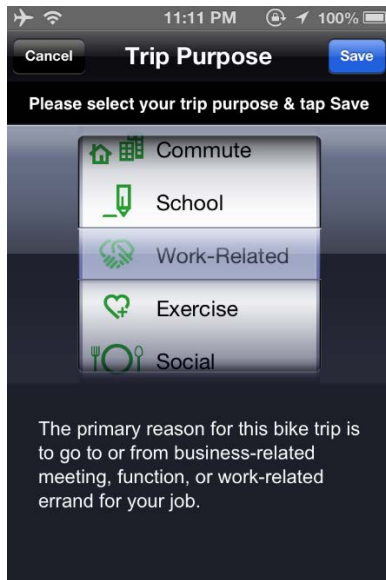 11:11 PM 100%
Cancel Trip Purpose Save
Please select your trip purpose & tap Save
Commute
School
Work-Related
Exercise
Social
The primary reason for this bike trip is
to go to or from business-related
meeting, function, or work-related
errand for your job.